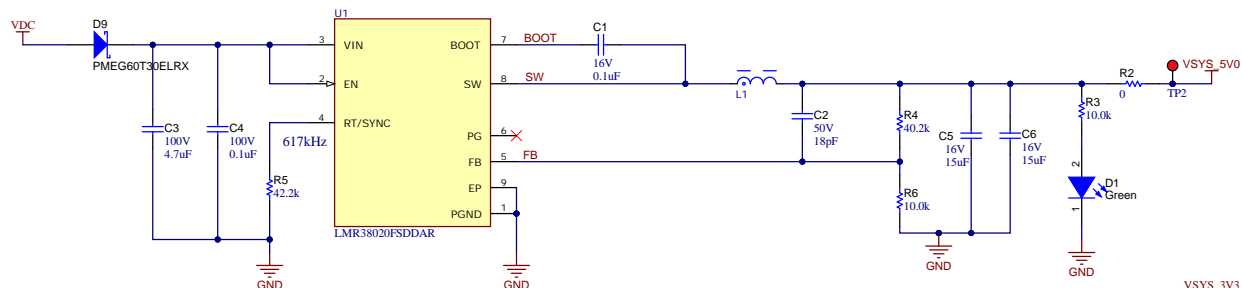 VDC
D9
PMEG60T30ELRX
C3
100V
4.7uF
C4
100V
0.1uF
R5
42.2k
GND
617kHz
U1
3
VIN
2
EN
4
RT/SYNC
BOOT
7
SW
8
PG
6
FB
5
EP
9
PGND
1
LMR38020FSDDAR
GND
BOOT
SW
FB
C1
16V
0.1uF
L1
C2
50V
18pF
R4
40.2k
R6
10.0k
C5
16V
15uF
C6
16V
15uF
GND
R3
10.0k
2
D1
Green
1
GND
R2
0
TP2
VSYS_5V0
VSYS_3V3